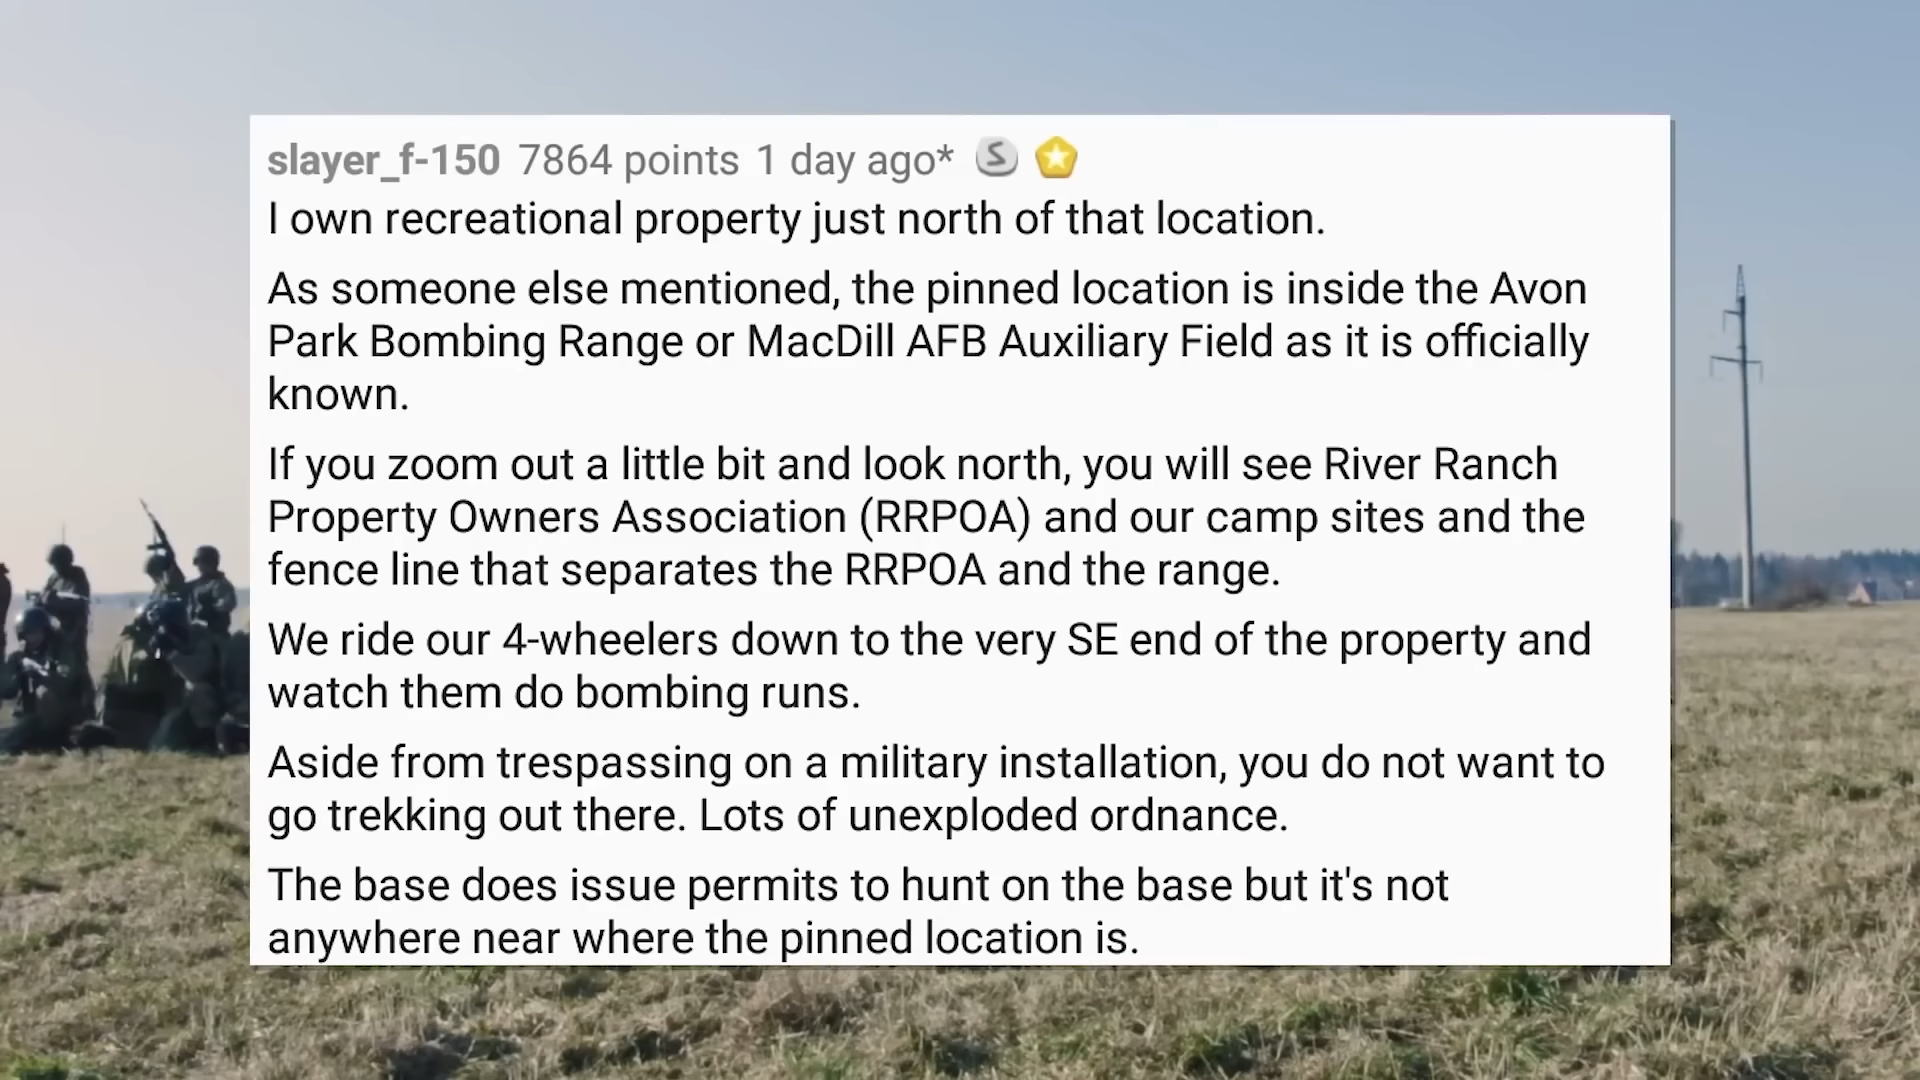 slayer_f-150 7864 points 1 day ago* S
I own recreational property just north of that location.
As someone else mentioned, the pinned location is inside the Avon
Park Bombing Range or MacDill AFB Auxiliary Field as it is officially
known.
If you zoom out a little bit and look north, you will see River Ranch
Property Owners Association (RRPOA) and our camp sites and the
fence line that separates the RRPOA and the range.
We ride our 4-wheelers down to the very SE end of the property and
watch them do bombing runs.
Aside from trespassing on a military installation, you do not want to
go trekking out there. Lots of unexploded ordnance.
The base does issue permits to hunt on the base but it's not
anywhere near where the pinned location is.